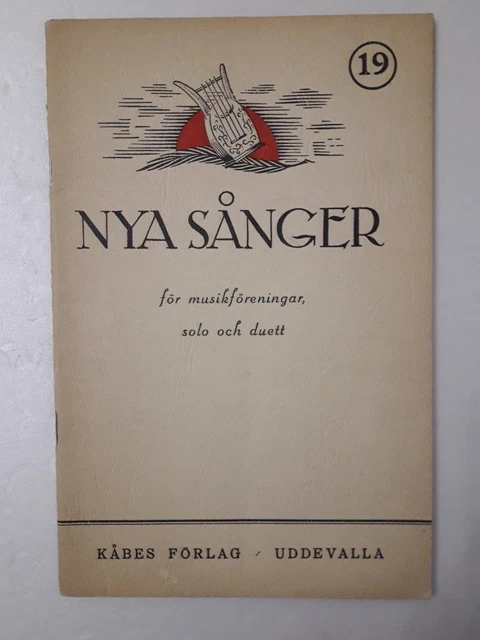 19
NYA SÅNGER
för musikföreningar,
solo och duett
KÅBES FÖRLAG / UDDEVALLA